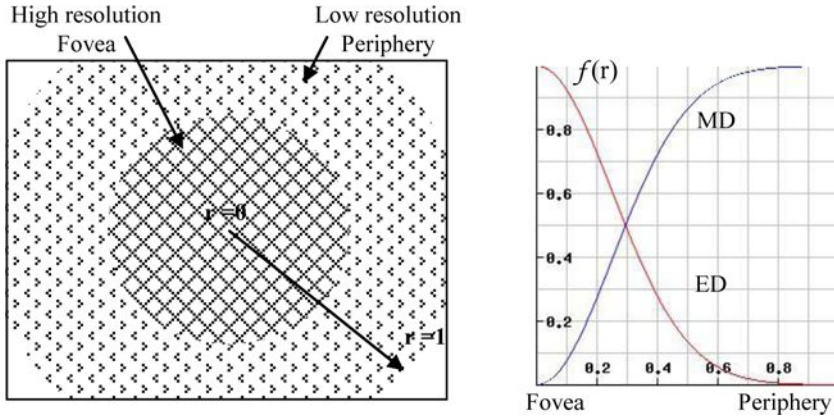 High resolution
Fovea
Low resolution
Periphery
r =0
r =1
f(r)
MD
ED
0.8
0.6
0.4
0.2
0.2 0.4 0.6 0.8
Fovea Periphery